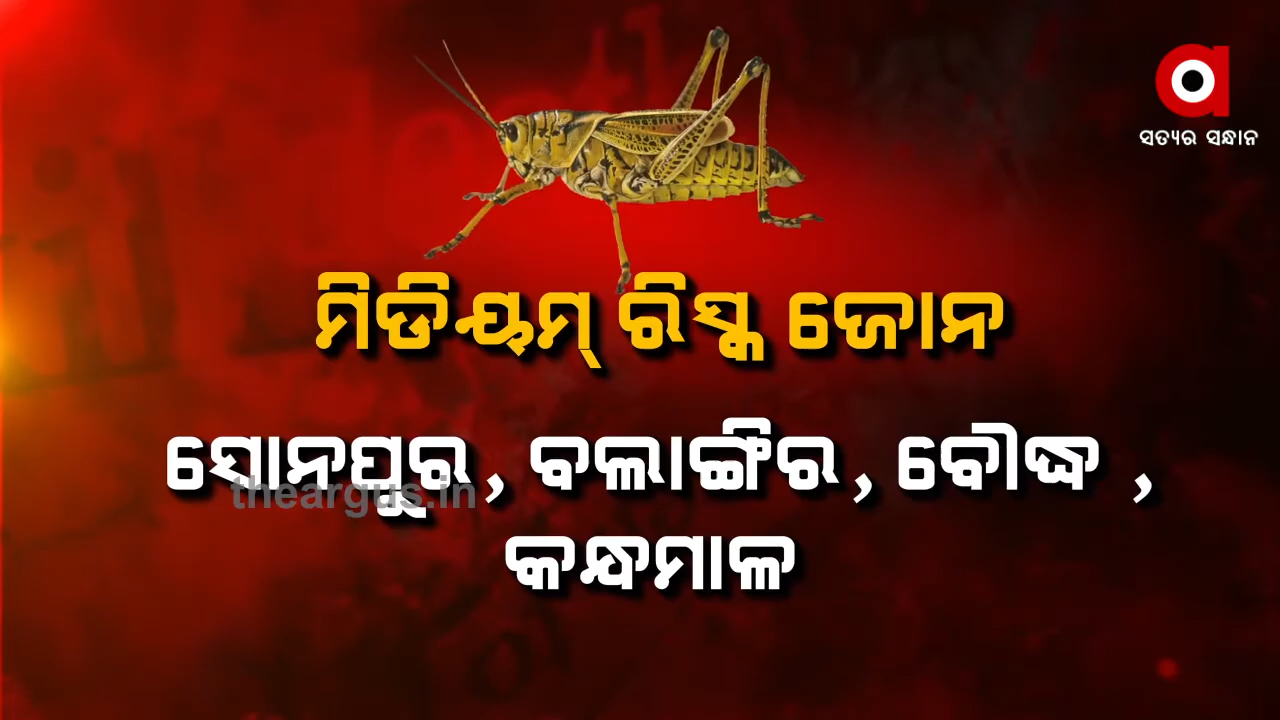 ସତ୍ୟର ସନ୍ଧାନ
ମିଡିୟମ୍ ରିସ୍କ ଜୋନ
ସୋନପୁର, ବଲାଙ୍ଗିର, ବୌଦ୍ଧ ,
theargus.in
କନ୍ଧମାଳ